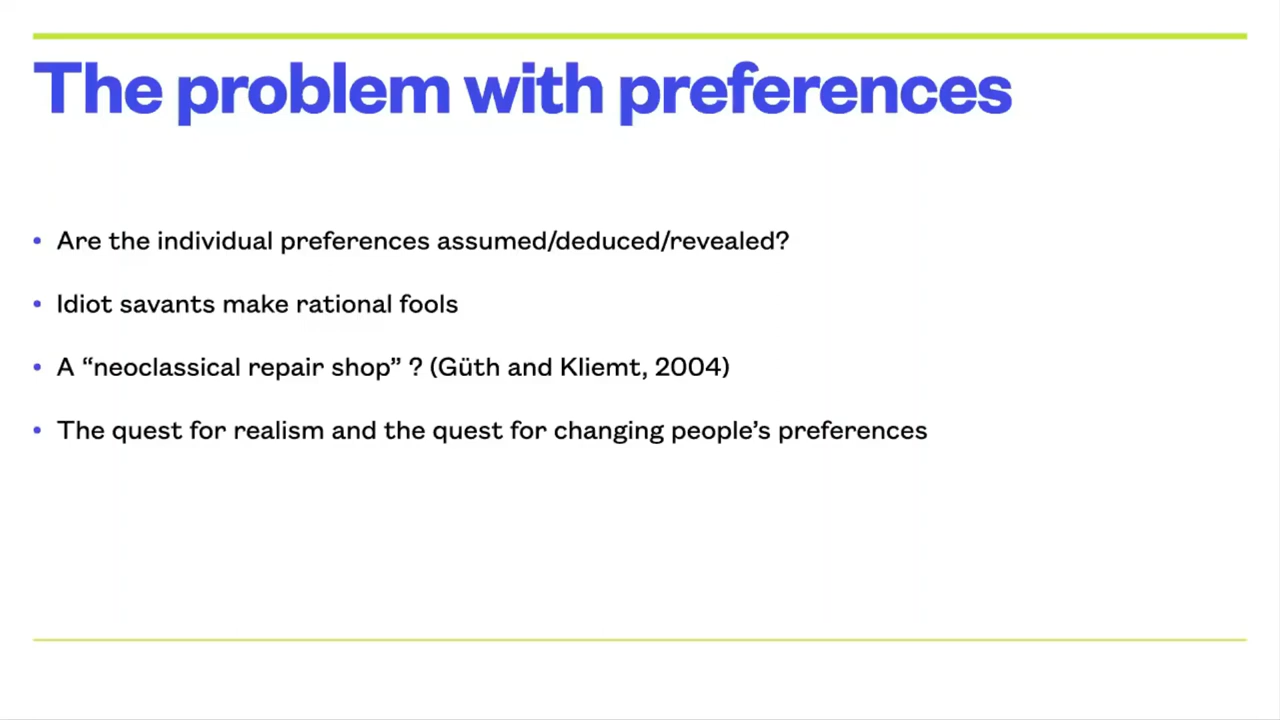 The problem with preferences
• Are the individual preferences assumed/deduced/revealed?
• Idiot savants make rational fools
• A “neoclassical repair shop” ? (Güth and Kliemt, 2004)
• The quest for realism and the quest for changing people’s preferences